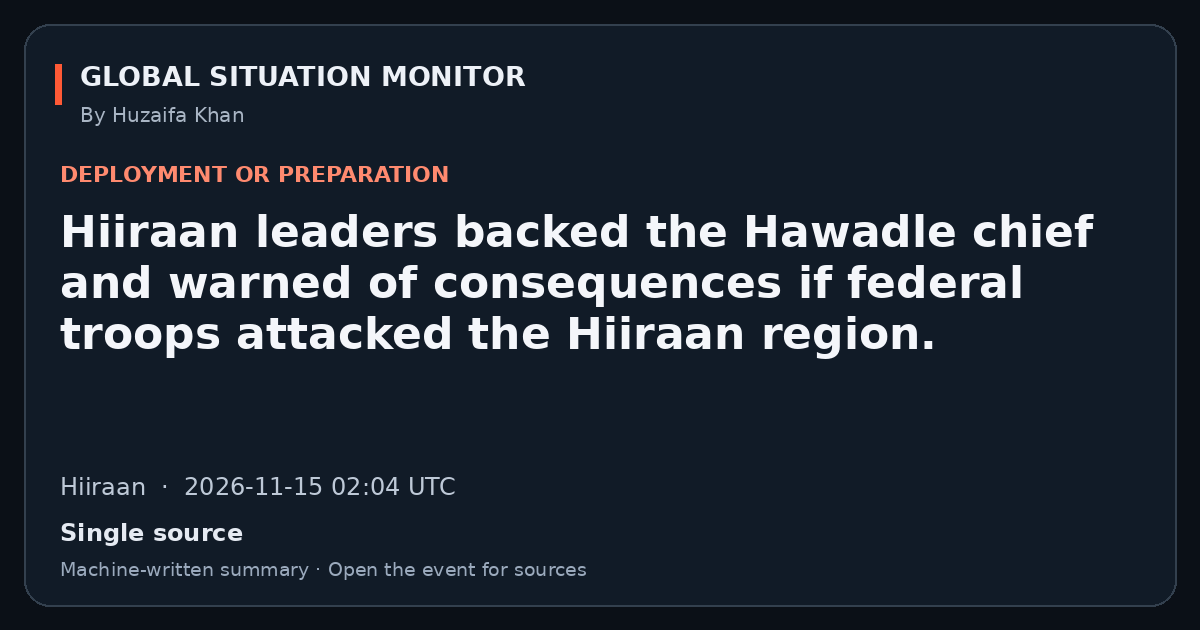 GLOBAL SITUATION MONITOR
By Huzaifa Khan
DEPLOYMENT OR PREPARATION
Hiiraan leaders backed the Hawadle chief
and warned of consequences if federal
troops attacked the Hiiraan region.
Hiiraan · 2026-11-15 02:04 UTC
Single source
Machine-written summary · Open the event for sources